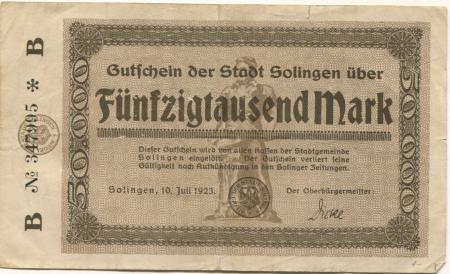 B № 347995 * B
50000
Gutschein der Stadt Solingen über
Fünfzigtausend Mark
Dieser Gutschein wird von allen Kassen der Stadtgemeinde
Solingen eingelöst. Der Gutschein verliert seine
Gültigkeit nach Aufkündigung in den Solinger Zeitungen.
Solingen, 10. Juli 1923.
Der Oberbürgermeister:
50000